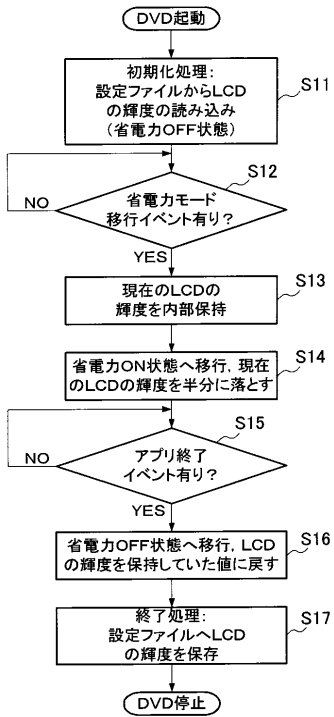 DVD起動
初期化処理:
設定ファイルからLCD
の輝度の読み込み
(省電力OFF状態)
S11
S12
省電力モード
移行イベント有り?
NO
YES
S13
現在のLCDの
輝度を内部保持
S14
省電力ON状態へ移行,現在
のLCDの輝度を半分に落とす
S15
アプリ終了
イベント有り?
NO
YES
S16
省電力OFF状態へ移行,LCD
の輝度を保持していた値に戻す
S17
終了処理:
設定ファイルへLCD
の輝度を保存
DVD停止